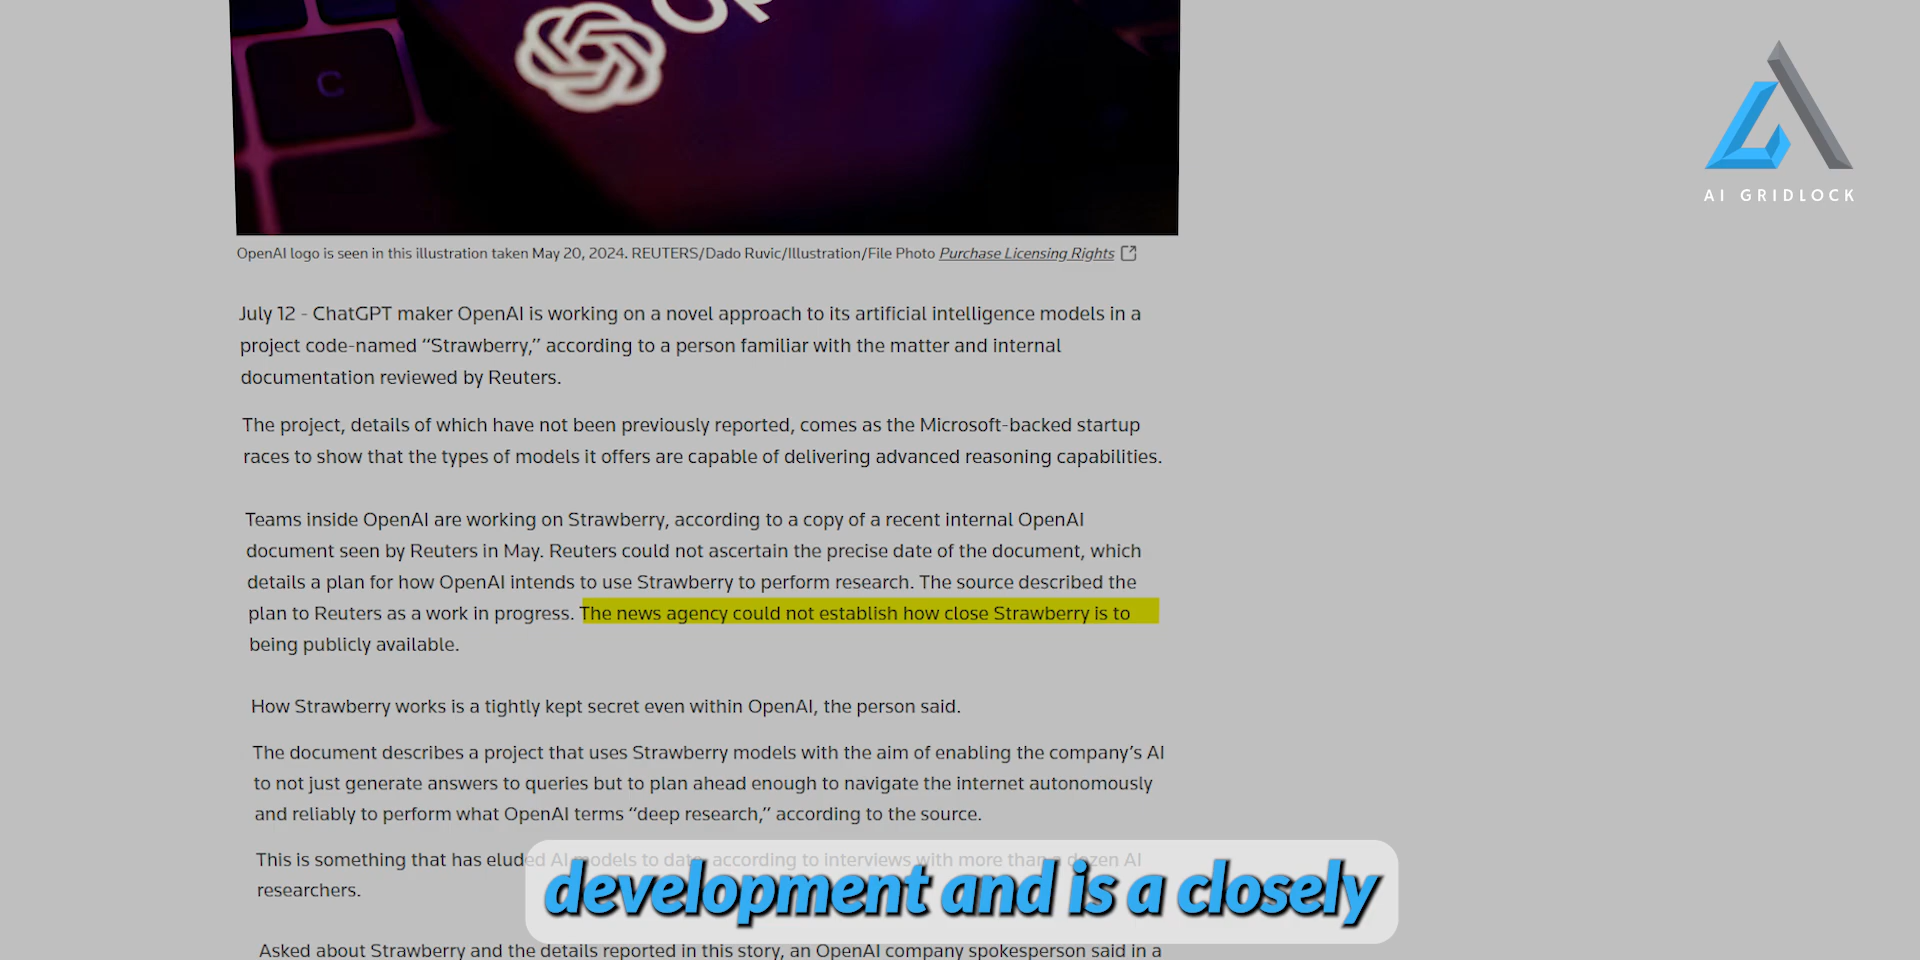 C
Op
AI GRIDLOCK
OpenAI logo is seen in this illustration taken May 20, 2024. REUTERS/Dado Ruvic/Illustration/File Photo Purchase Licensing Rights
July 12 - ChatGPT maker OpenAI is working on a novel approach to its artificial intelligence models in a
project code-named “Strawberry,” according to a person familiar with the matter and internal
documentation reviewed by Reuters.
The project, details of which have not been previously reported, comes as the Microsoft-backed startup
races to show that the types of models it offers are capable of delivering advanced reasoning capabilities.
Teams inside OpenAI are working on Strawberry, according to a copy of a recent internal OpenAI
document seen by Reuters in May. Reuters could not ascertain the precise date of the document, which
details a plan for how OpenAI intends to use Strawberry to perform research. The source described the
plan to Reuters as a work in progress. The news agency could not establish how close Strawberry is to
being publicly available.
How Strawberry works is a tightly kept secret even within OpenAI, the person said.
The document describes a project that uses Strawberry models with the aim of enabling the company’s AI
to not just generate answers to queries but to plan ahead enough to navigate the internet autonomously
and reliably to perform what OpenAI terms “deep research,” according to the source.
This is something that has eluded AI models to date, according to interviews with more than a dozen AI
researchers.
development and is a closely
Asked about Strawberry and the details reported in this story, an OpenAI company spokesperson said in a